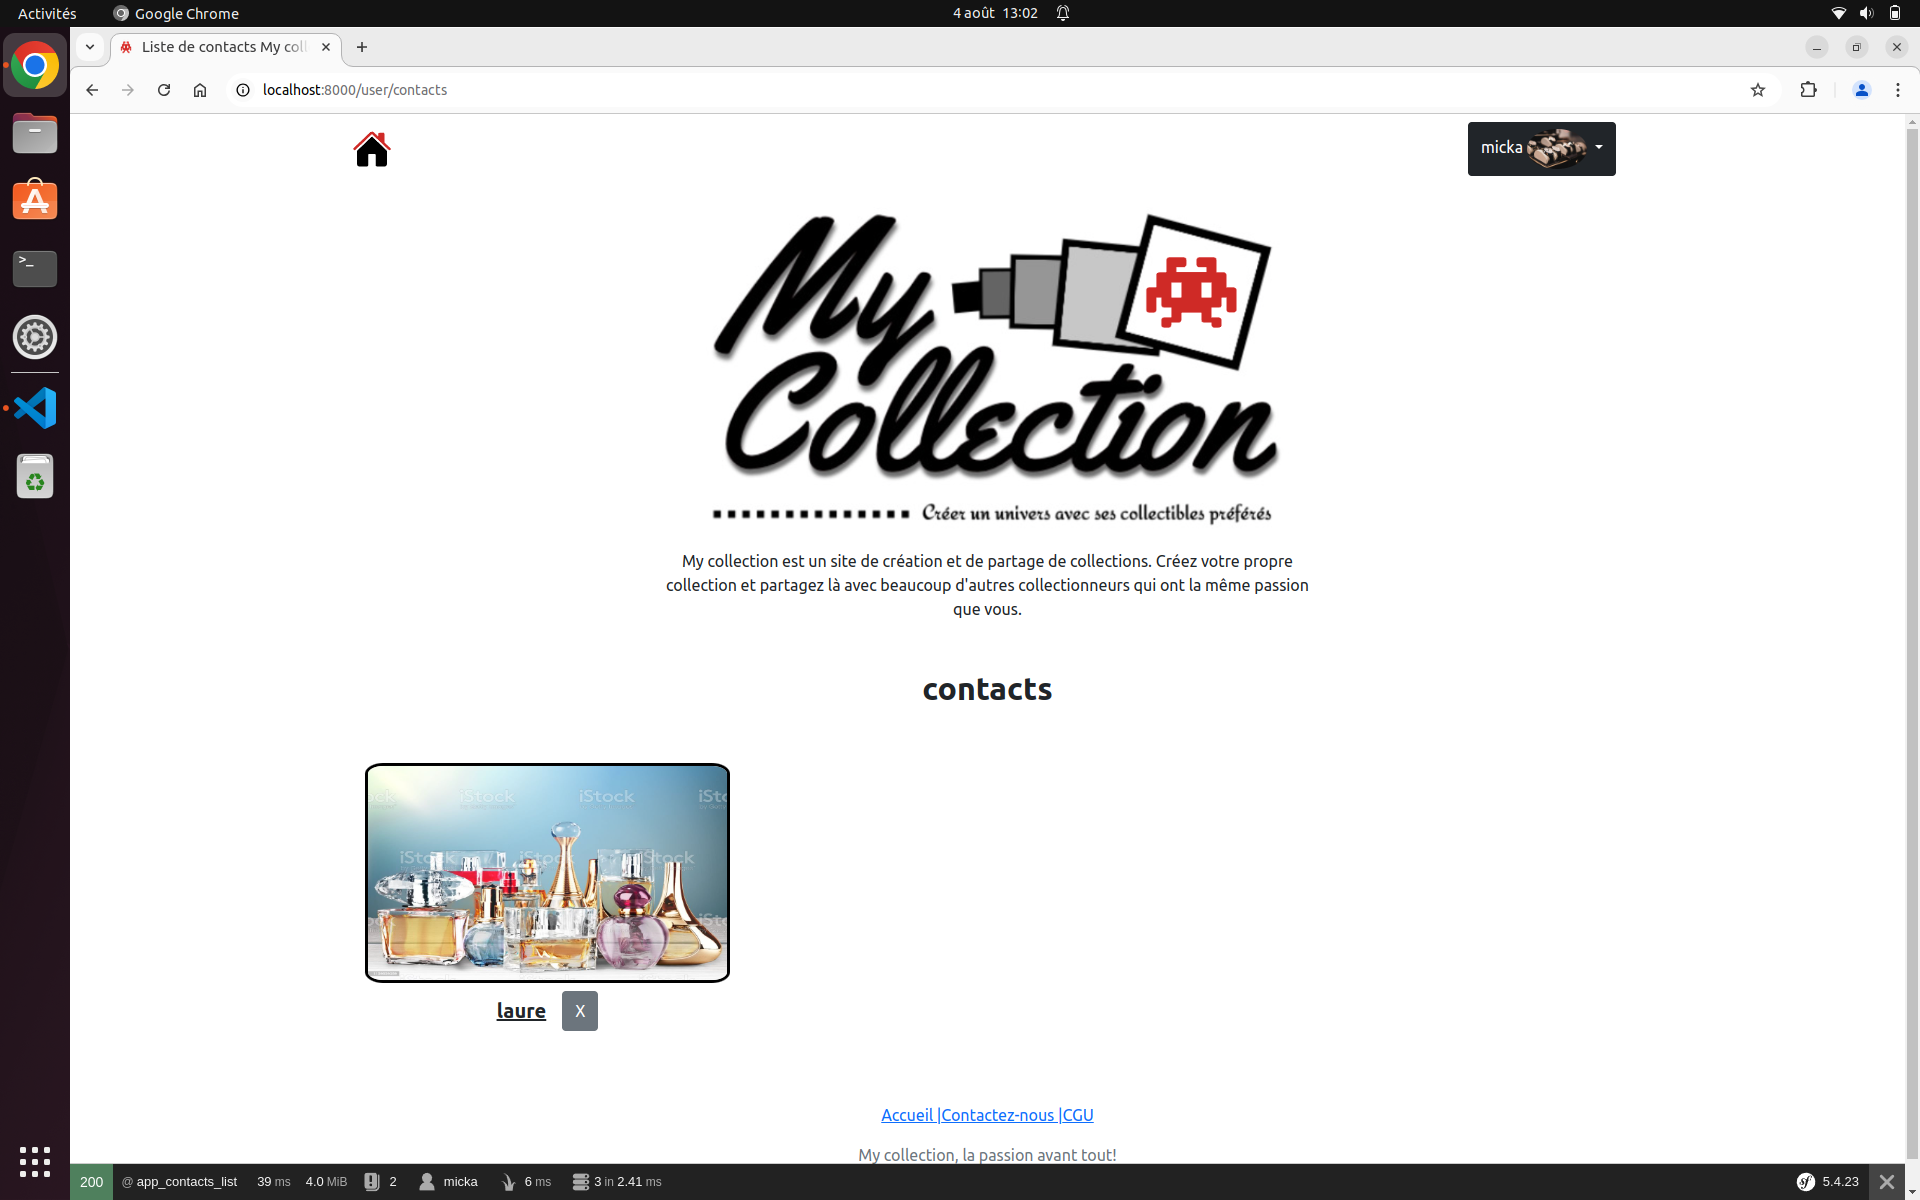 Activités
Google Chrome
4 août 13:02
Liste de contacts My coll
localhost:8000/user/contacts
micka
My
Collection
Créer un univers avec ses collectibles préférés
My collection est un site de création et de partage de collections. Créez votre propre
collection et partagez là avec beaucoup d'autres collectionneurs qui ont la même passion
que vous.
contacts
iStock
iStock
iStock
iStock
iStock
laure
X
Accueil |Contactez-nous |CGU
My collection, la passion avant tout!
200
@ app_contacts_list
39 ms
4.0 MiB
2
micka
6 ms
3 in 2.41 ms
5.4.23